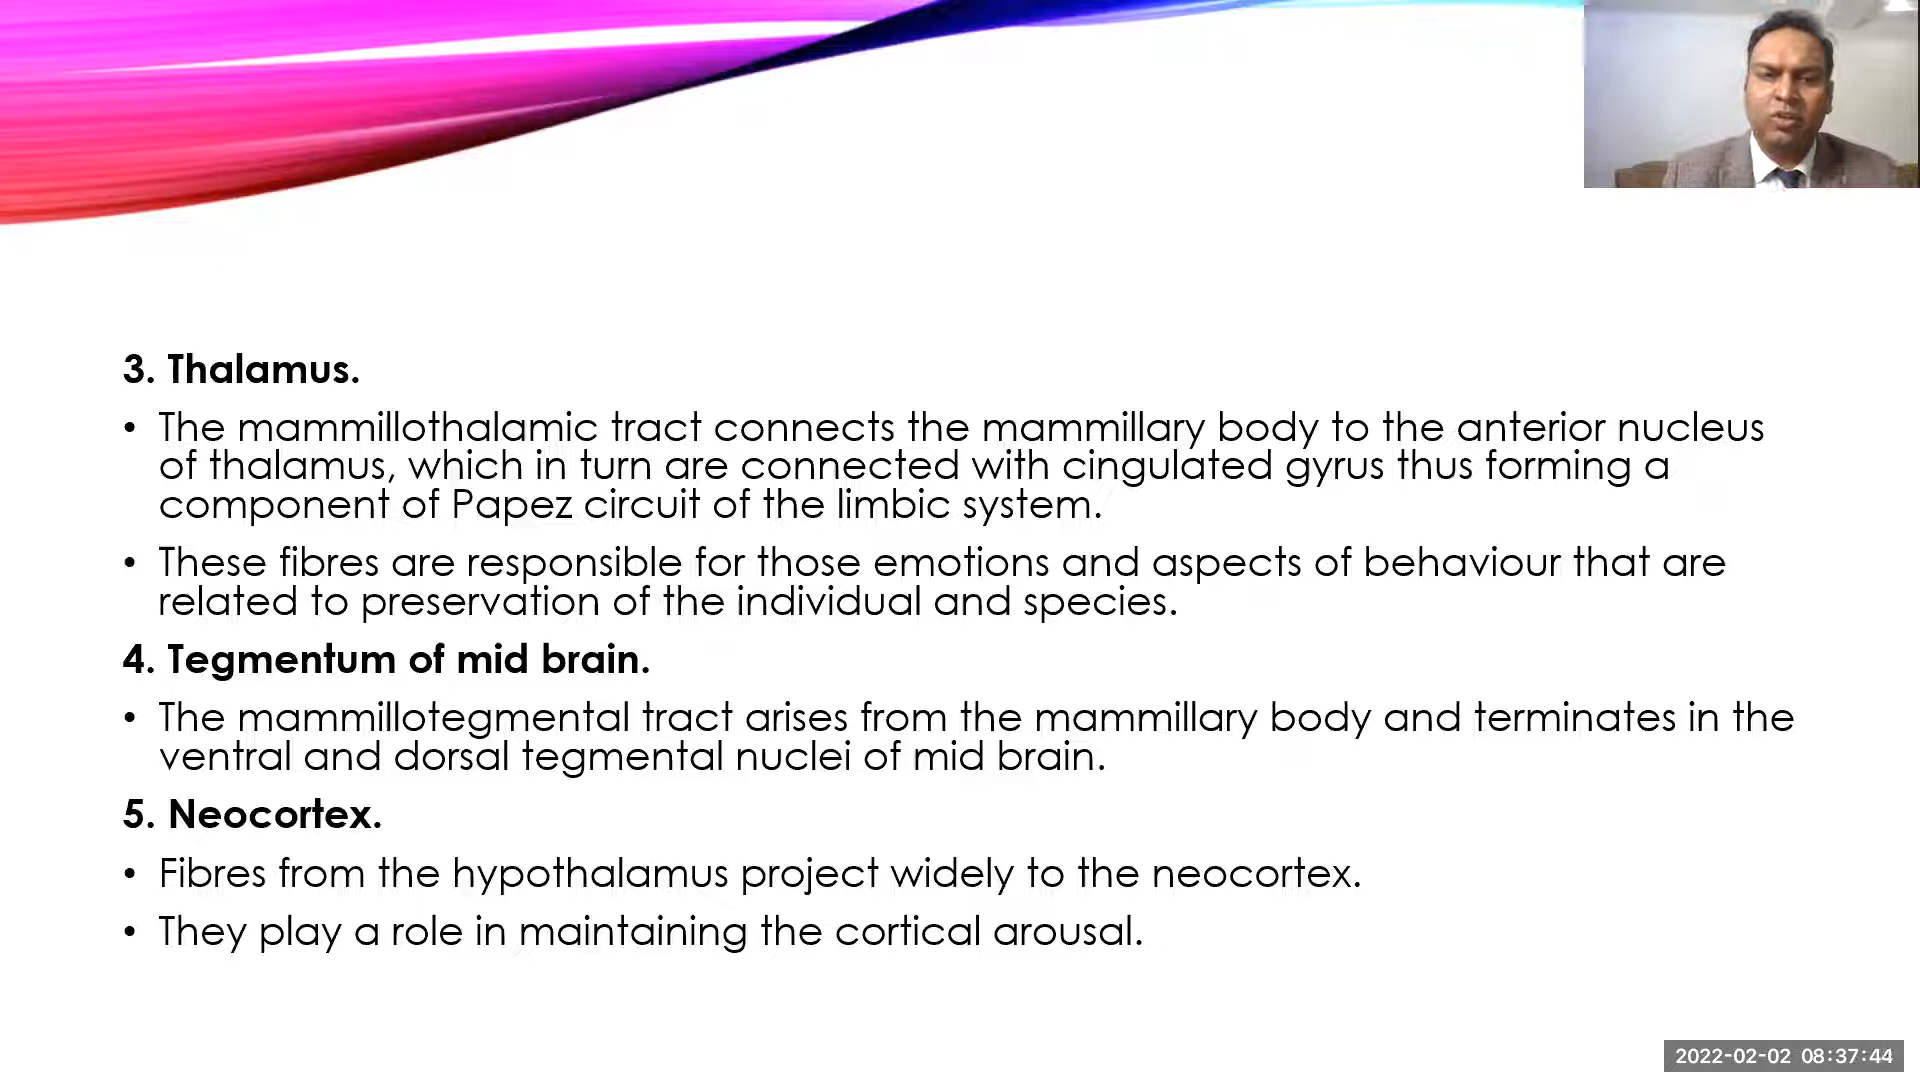 3. Thalamus.
• The mammillothalamic tract connects the mammillary body to the anterior nucleus
of thalamus, which in turn are connected with cingulated gyrus thus forming a
component of Papez circuit of the limbic system.
• These fibres are responsible for those emotions and aspects of behaviour that are
related to preservation of the individual and species.
4. Tegmentum of mid brain.
• The mammillotegmental tract arises from the mammillary body and terminates in the
ventral and dorsal tegmental nuclei of mid brain.
5. Neocortex.
• Fibres from the hypothalamus project widely to the neocortex.
• They play a role in maintaining the cortical arousal.
2022-02-02 08:37:44